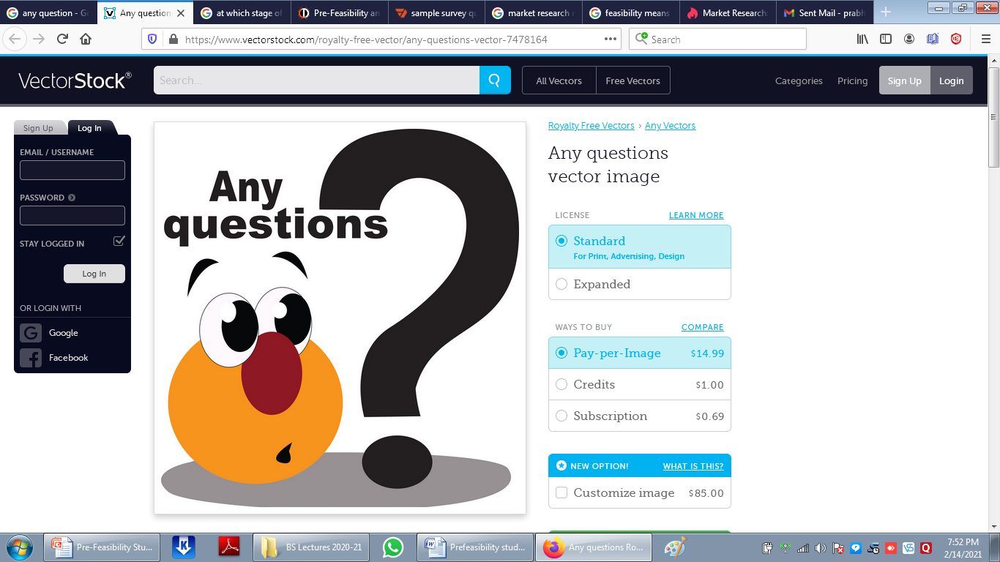 any question - Go
Any question
at which stage of
Pre-Feasibility an
sample survey qu
market research
feasibility means
Market Research:
Sent Mail - prabh
https://www.vectorstock.com/royalty-free-vector/any-questions-vector-7478164
Search
VectorStock®
Search...
All Vectors
Free Vectors
Categories
Pricing
Sign Up
Login
Sign Up
Log In
EMAIL / USERNAME
PASSWORD
STAY LOGGED IN
Log In
OR LOGIN WITH
Google
Facebook
Any
questions
?
Royalty Free Vectors › Any Vectors
Any questions
vector image
LICENSE
LEARN MORE
Standard
For Print, Advertising, Design
Expanded
WAYS TO BUY
COMPARE
Pay-per-Image $14.99
Credits $1.00
Subscription $0.69
NEW OPTION!
WHAT IS THIS?
Customize image $85.00
Pre-Feasibility Stu...
BS Lectures 2020-21
Prefeasibility stud...
Any questions Ro...
7:52 PM
2/14/2021